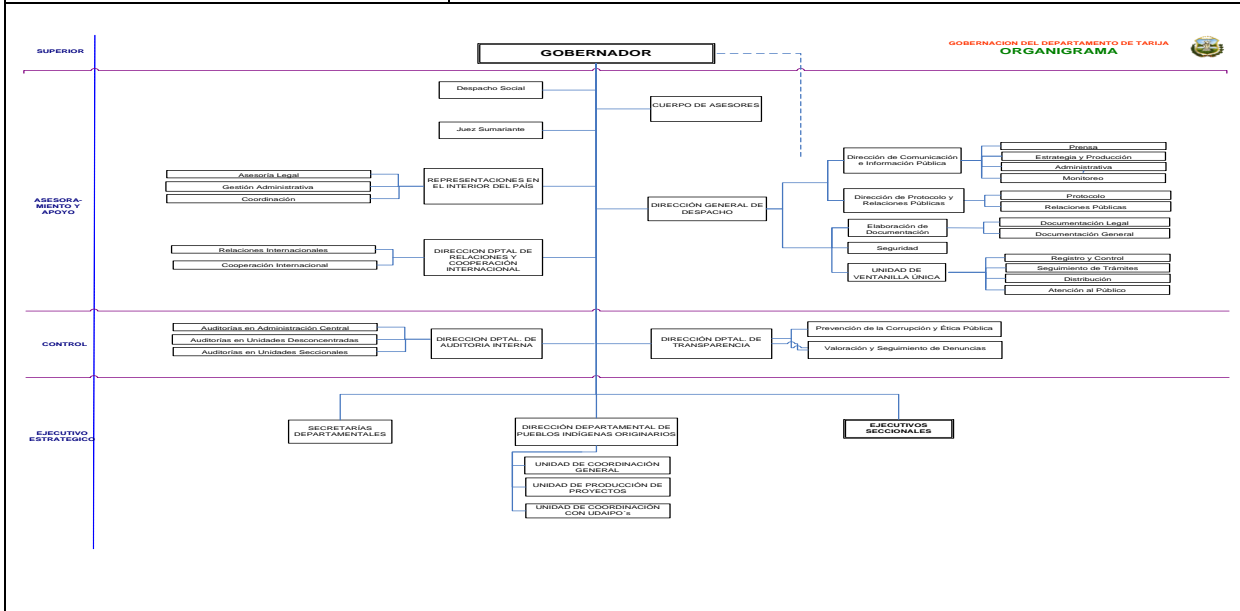 SUPERIOR
GOBERNADOR
GOBERNACION DEL DEPARTAMENTO DE TARIJA
ORGANIGRAMA
Despacho Social
CUERPO DE ASESORES
Juez Sumariante
ASESORA-
MIENTO Y
APOYO
Asesoría Legal
Gestión Administrativa
Coordinación
REPRESENTACIONES EN
EL INTERIOR DEL PAÍS
DIRECCIÓN GENERAL DE
DESPACHO
Dirección de Comunicación
e Información Pública
Prensa
Estrategia y Producción
Administrativa
Monitoreo
Dirección de Protocolo y
Relaciones Públicas
Protocolo
Relaciones Públicas
Elaboración de
Documentación
Documentación Legal
Documentación General
Seguridad
UNIDAD DE
VENTANILLA ÚNICA
Registro y Control
Seguimiento de Trámites
Distribución
Atención al Público
Relaciones Internacionales
Cooperación Internacional
DIRECCION DPTAL DE
RELACIONES Y
COOPERACIÓN
INTERNACIONAL
CONTROL
Auditorías en Administración Central
Auditorías en Unidades Desconcentradas
Auditorías en Unidades Seccionales
DIRECCION DPTAL. DE
AUDITORIA INTERNA
DIRECCIÓN DPTAL. DE
TRANSPARENCIA
Prevención de la Corrupción y Ética Pública
Valoración y Seguimiento de Denuncias
EJECUTIVO
ESTRATEGICO
SECRETARÍAS
DEPARTAMENTALES
DIRECCIÓN DEPARTAMENTAL DE
PUEBLOS INDÍGENAS ORIGINARIOS
EJECUTIVOS
SECCIONALES
UNIDAD DE COORDINACIÓN
GENERAL
UNIDAD DE PRODUCCIÓN DE
PROYECTOS
UNIDAD DE COORDINACIÓN
CON UDAIPO´s